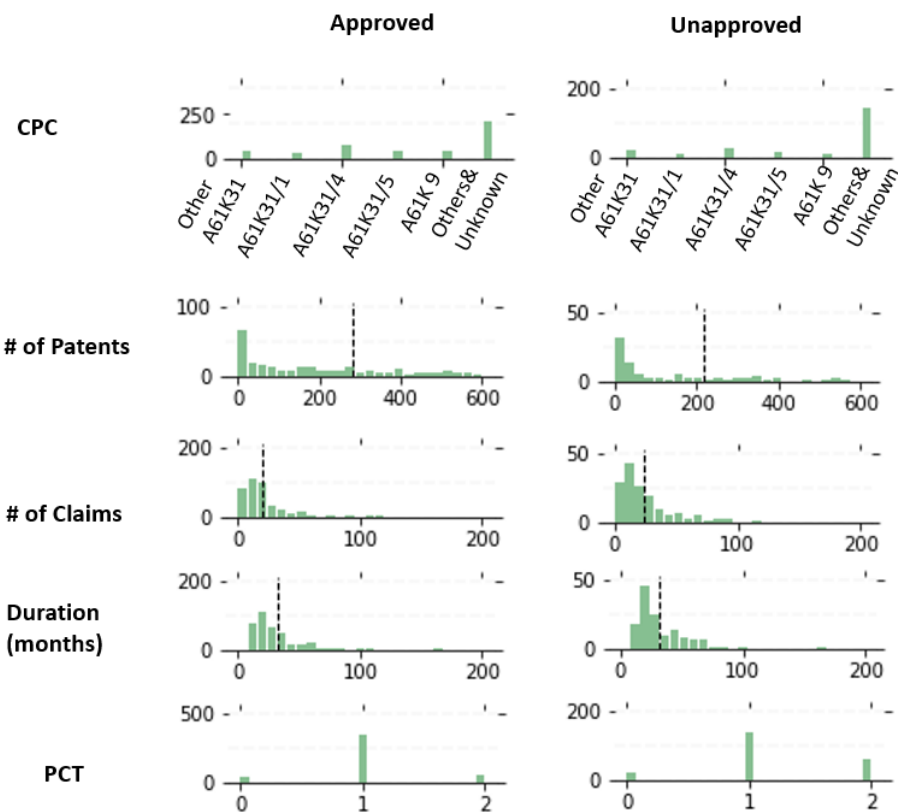 Approved Unapproved
CPC
250
0
Other
A61K31
A61K31/1
A61K31/4
A61K31/5
A61K 9
Others&
Unknown
200
0
Other
A61K31
A61K31/1
A61K31/4
A61K31/5
A61K 9
Others&
Unknown
# of Patents
100
0
0 200 400 600
50
0
0 200 400 600
# of Claims
200
0
0 100 200
50
0
0 100 200
Duration
(months)
200
0
0 100 200
50
0
0 100 200
PCT
500
0
0 1 2
200
0
0 1 2